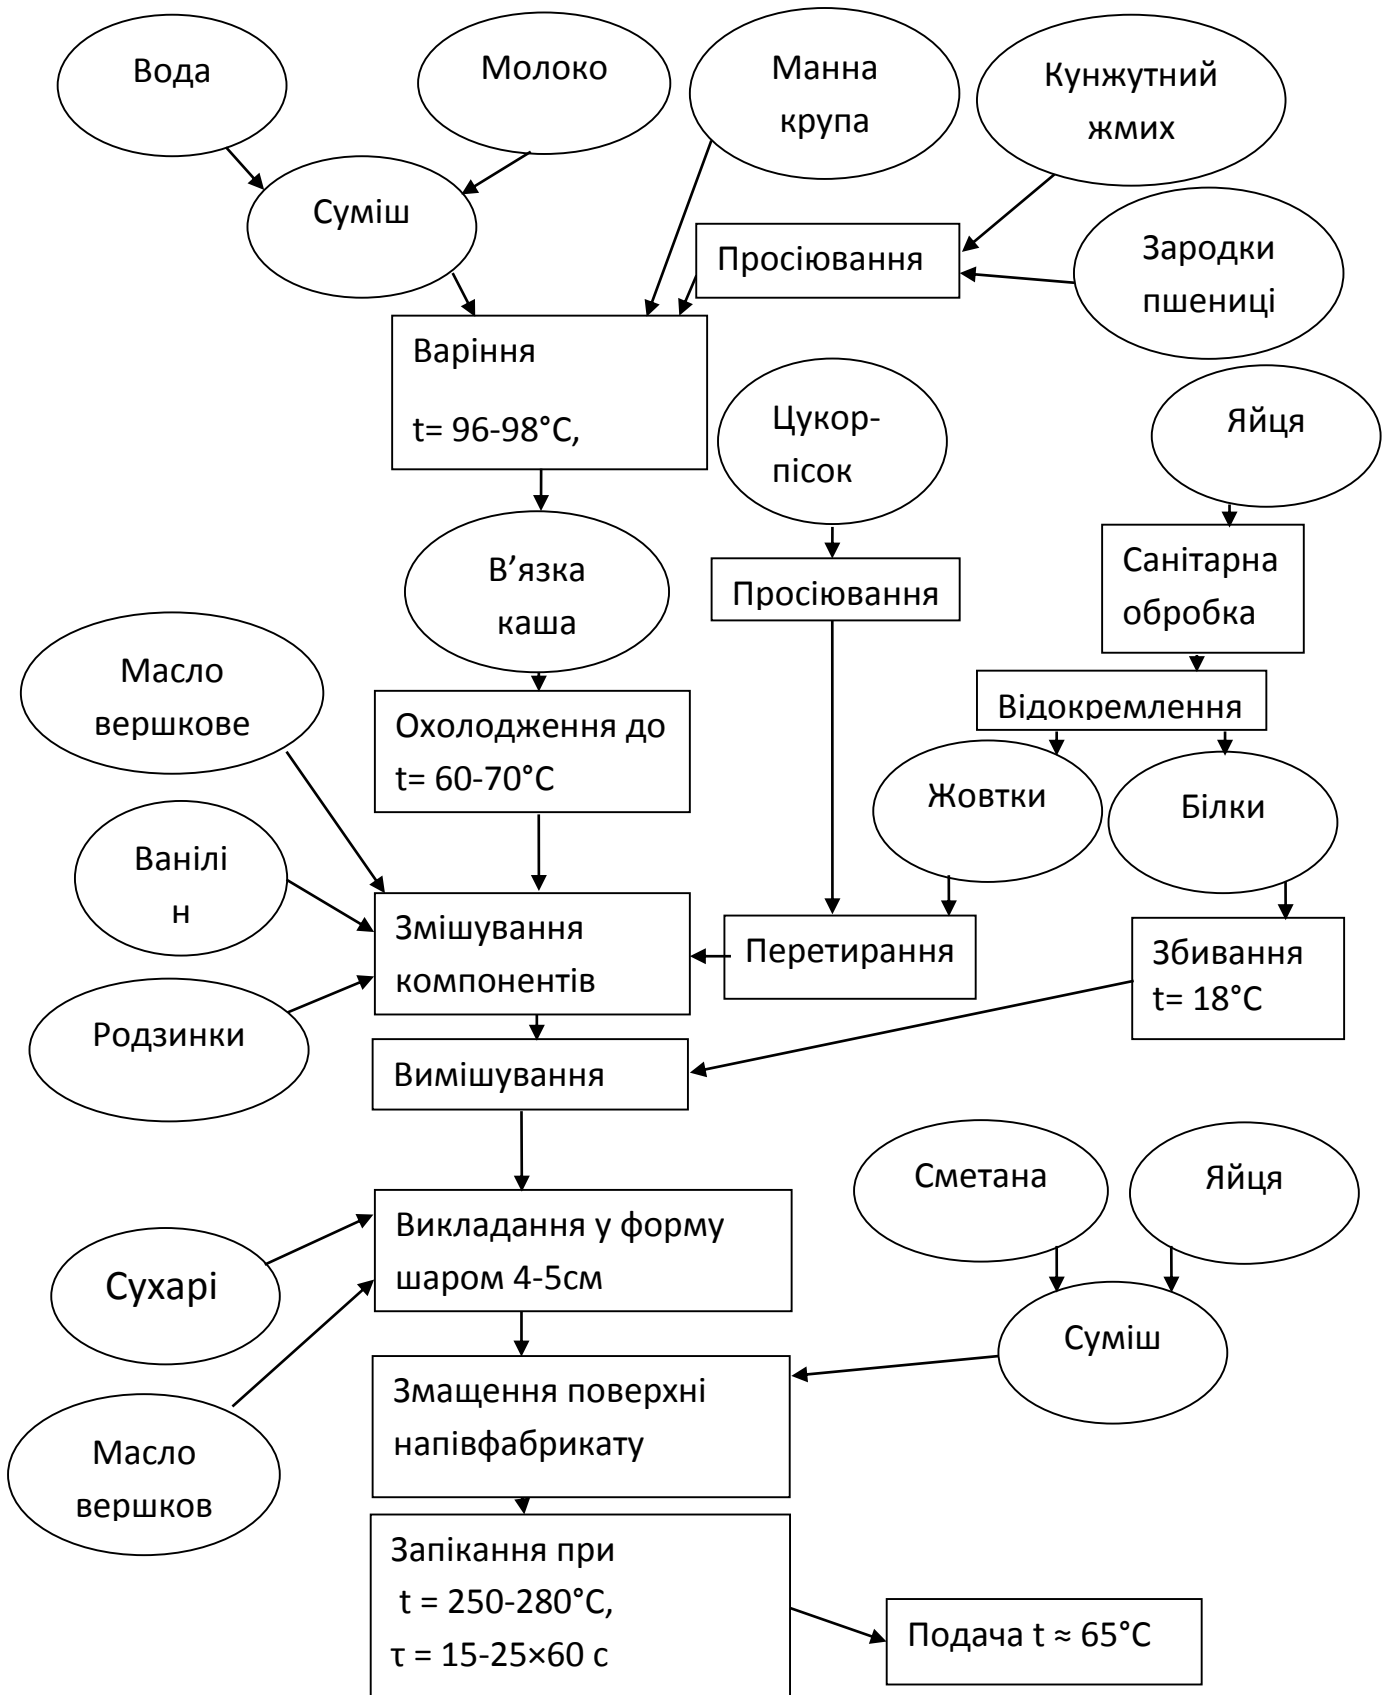 Вода
Молоко
Манна
крупа
Кунжутний
жмих
Суміш
Просіювання
Зародки
пшениці
Варіння
t= 96-98°С,
Цукор-
пісок
Яйця
В’язка
каша
Просіювання
Санітарна
обробка
Масло
вершкове
Охолодження до
t= 60-70°С
Відокремлення
Жовтки
Білки
Ванілі
н
Змішування
компонентів
Перетирання
Збивання
t= 18°С
Родзинки
Вимішування
Сметана
Яйця
Викладання у форму
шаром 4-5см
Сухарі
Суміш
Змащення поверхні
напівфабрикату
Масло
вершков
Запікання при
t = 250-280°С,
τ = 15-25×60 с
Подача t ≈ 65°С